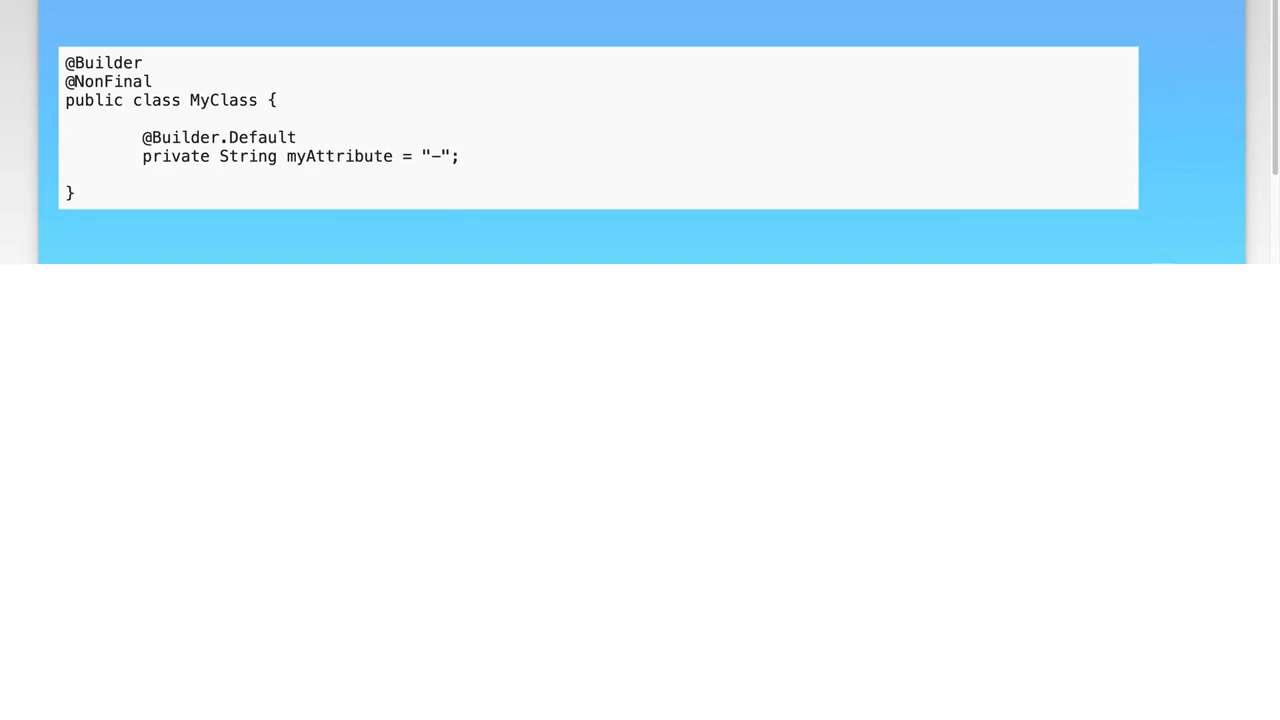 @Builder
@NonFinal
public class MyClass {
@Builder.Default
private String myAttribute = "-";
}